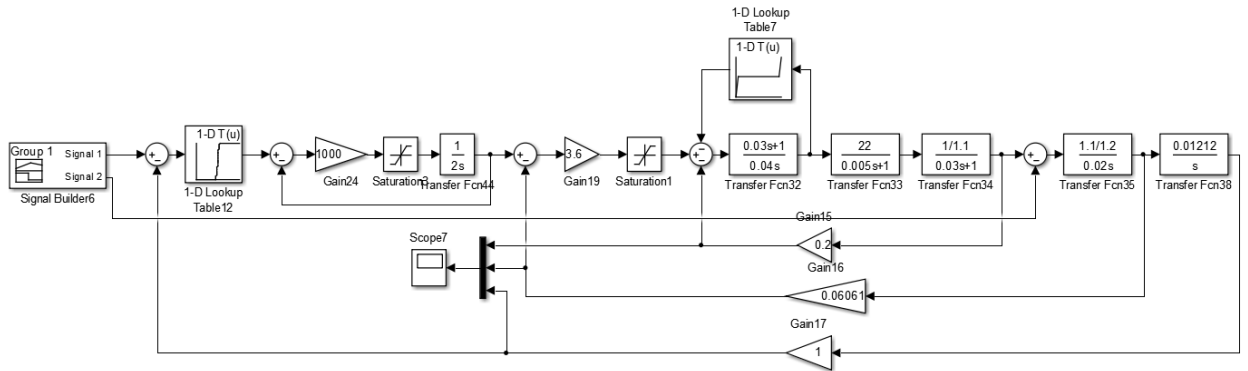 1-D Lookup
Table7
1-D T(u)
Group 1
Signal 1
Signal 2
Signal Builder6
+
-
1-D T(u)
1-D Lookup
Table12
+
-
1000
Gain24
Saturation3
1
2s
Transfer Fcn44
+
-
3.6
Gain19
Saturation1
-
+
-
0.03s+1
0.04s
Transfer Fcn32
22
0.005s+1
Transfer Fcn33
1/1.1
0.03s+1
Transfer Fcn34
+
-
1.1/1.2
0.02s
Transfer Fcn35
0.01212
s
Transfer Fcn38
Gain15
0.2
Scope7
Gain16
0.06061
Gain17
1